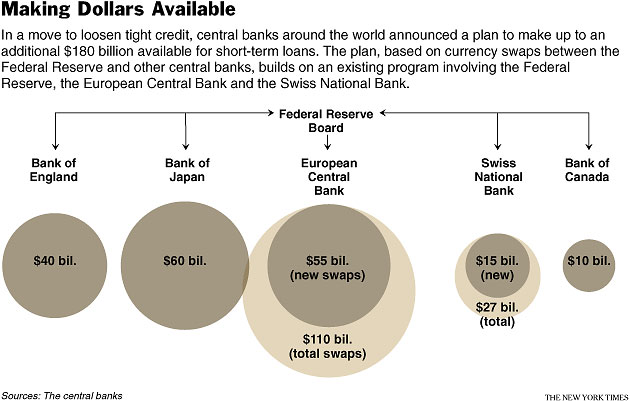 Making Dollars Available
In a move to loosen tight credit, central banks around the world announced a plan to make up to an
additional $180 billion available for short-term loans. The plan, based on currency swaps between the
Federal Reserve and other central banks, builds on an existing program involving the Federal
Reserve, the European Central Bank and the Swiss National Bank.
Federal Reserve
Board
Bank of
England
Bank of
Japan
European
Central
Bank
Swiss
National
Bank
Bank of
Canada
$40 bil.
$60 bil.
$55 bil.
(new swaps)
$110 bil.
(total swaps)
$15 bil.
(new)
$27 bil.
(total)
$10 bil.
Sources: The central banks
THE NEW YORK TIMES